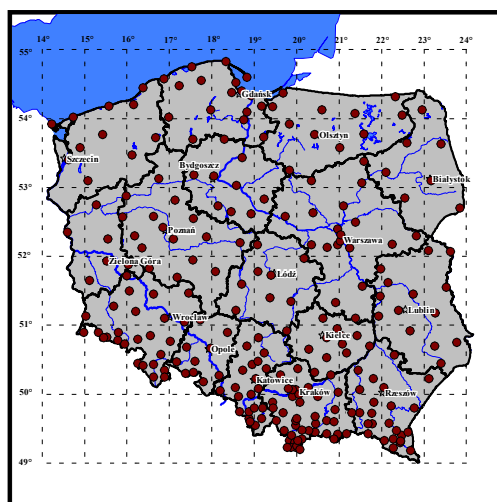 14° 15° 16° 17° 18° 19° 20° 21° 22° 23° 24°
55°
Gdańsk
54°
Olsztyn
Szczecin
Bydgoszcz
Białystok
53°
Poznań
Warszawa
52°
Zielona Góra
Łódź
Lublin
Wrocław
51°
Kielce
Opole
Katowice
50°
Kraków
Rzeszów
49°